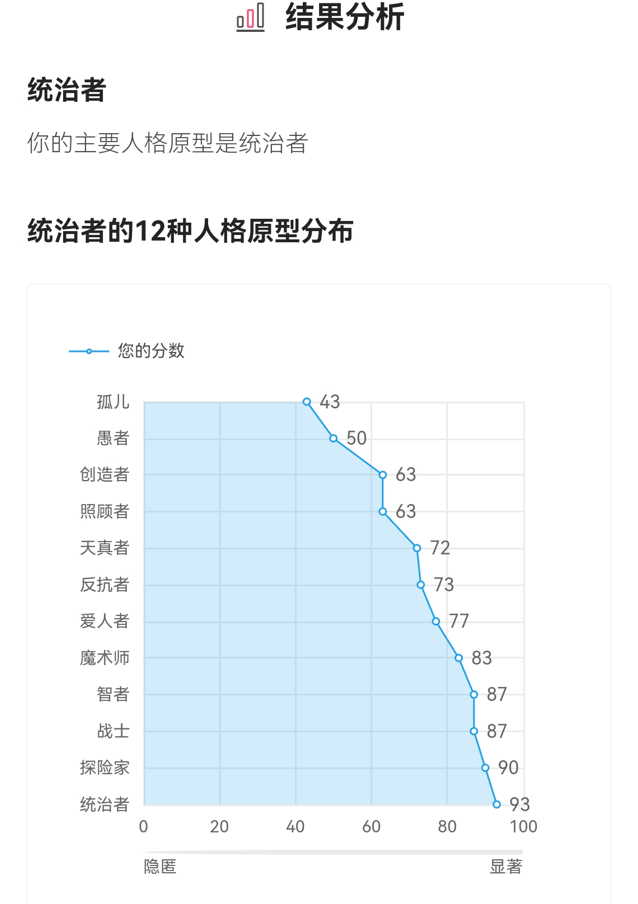 结果分析
统治者
你的主要人格原型是统治者
统治者的12种人格原型分布
您的分数
孤儿 43
愚者 50
创造者 63
照顾者 63
天真者 72
反抗者 73
爱人者 77
魔术师 83
智者 87
战士 87
探险家 90
统治者 93
0 20 40 60 80 100
隐匿 显著